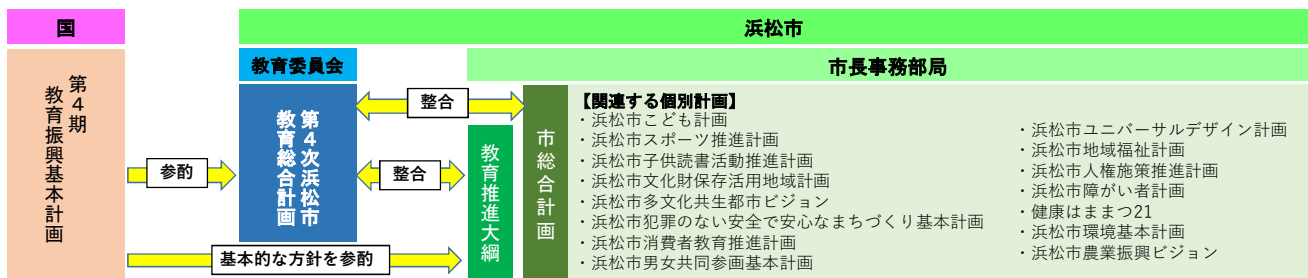 国
浜松市
教育委員会
市長事務部局
第４期
教育振興基本計画
参酌
基本的な方針を参酌
第４次浜松市
教育総合計画
整合
整合
教育推進大綱
市総合計画
【関連する個別計画】
・浜松市こども計画
・浜松市スポーツ推進計画
・浜松市子供読書活動推進計画
・浜松市文化財保存活用地域計画
・浜松市多文化共生都市ビジョン
・浜松市犯罪のない安全で安心なまちづくり基本計画
・浜松市消費者教育推進計画
・浜松市男女共同参画基本計画
・浜松市ユニバーサルデザイン計画
・浜松市地域福祉計画
・浜松市人権施策推進計画
・浜松市障がい者計画
・健康はままつ21
・浜松市環境基本計画
・浜松市農業振興ビジョン